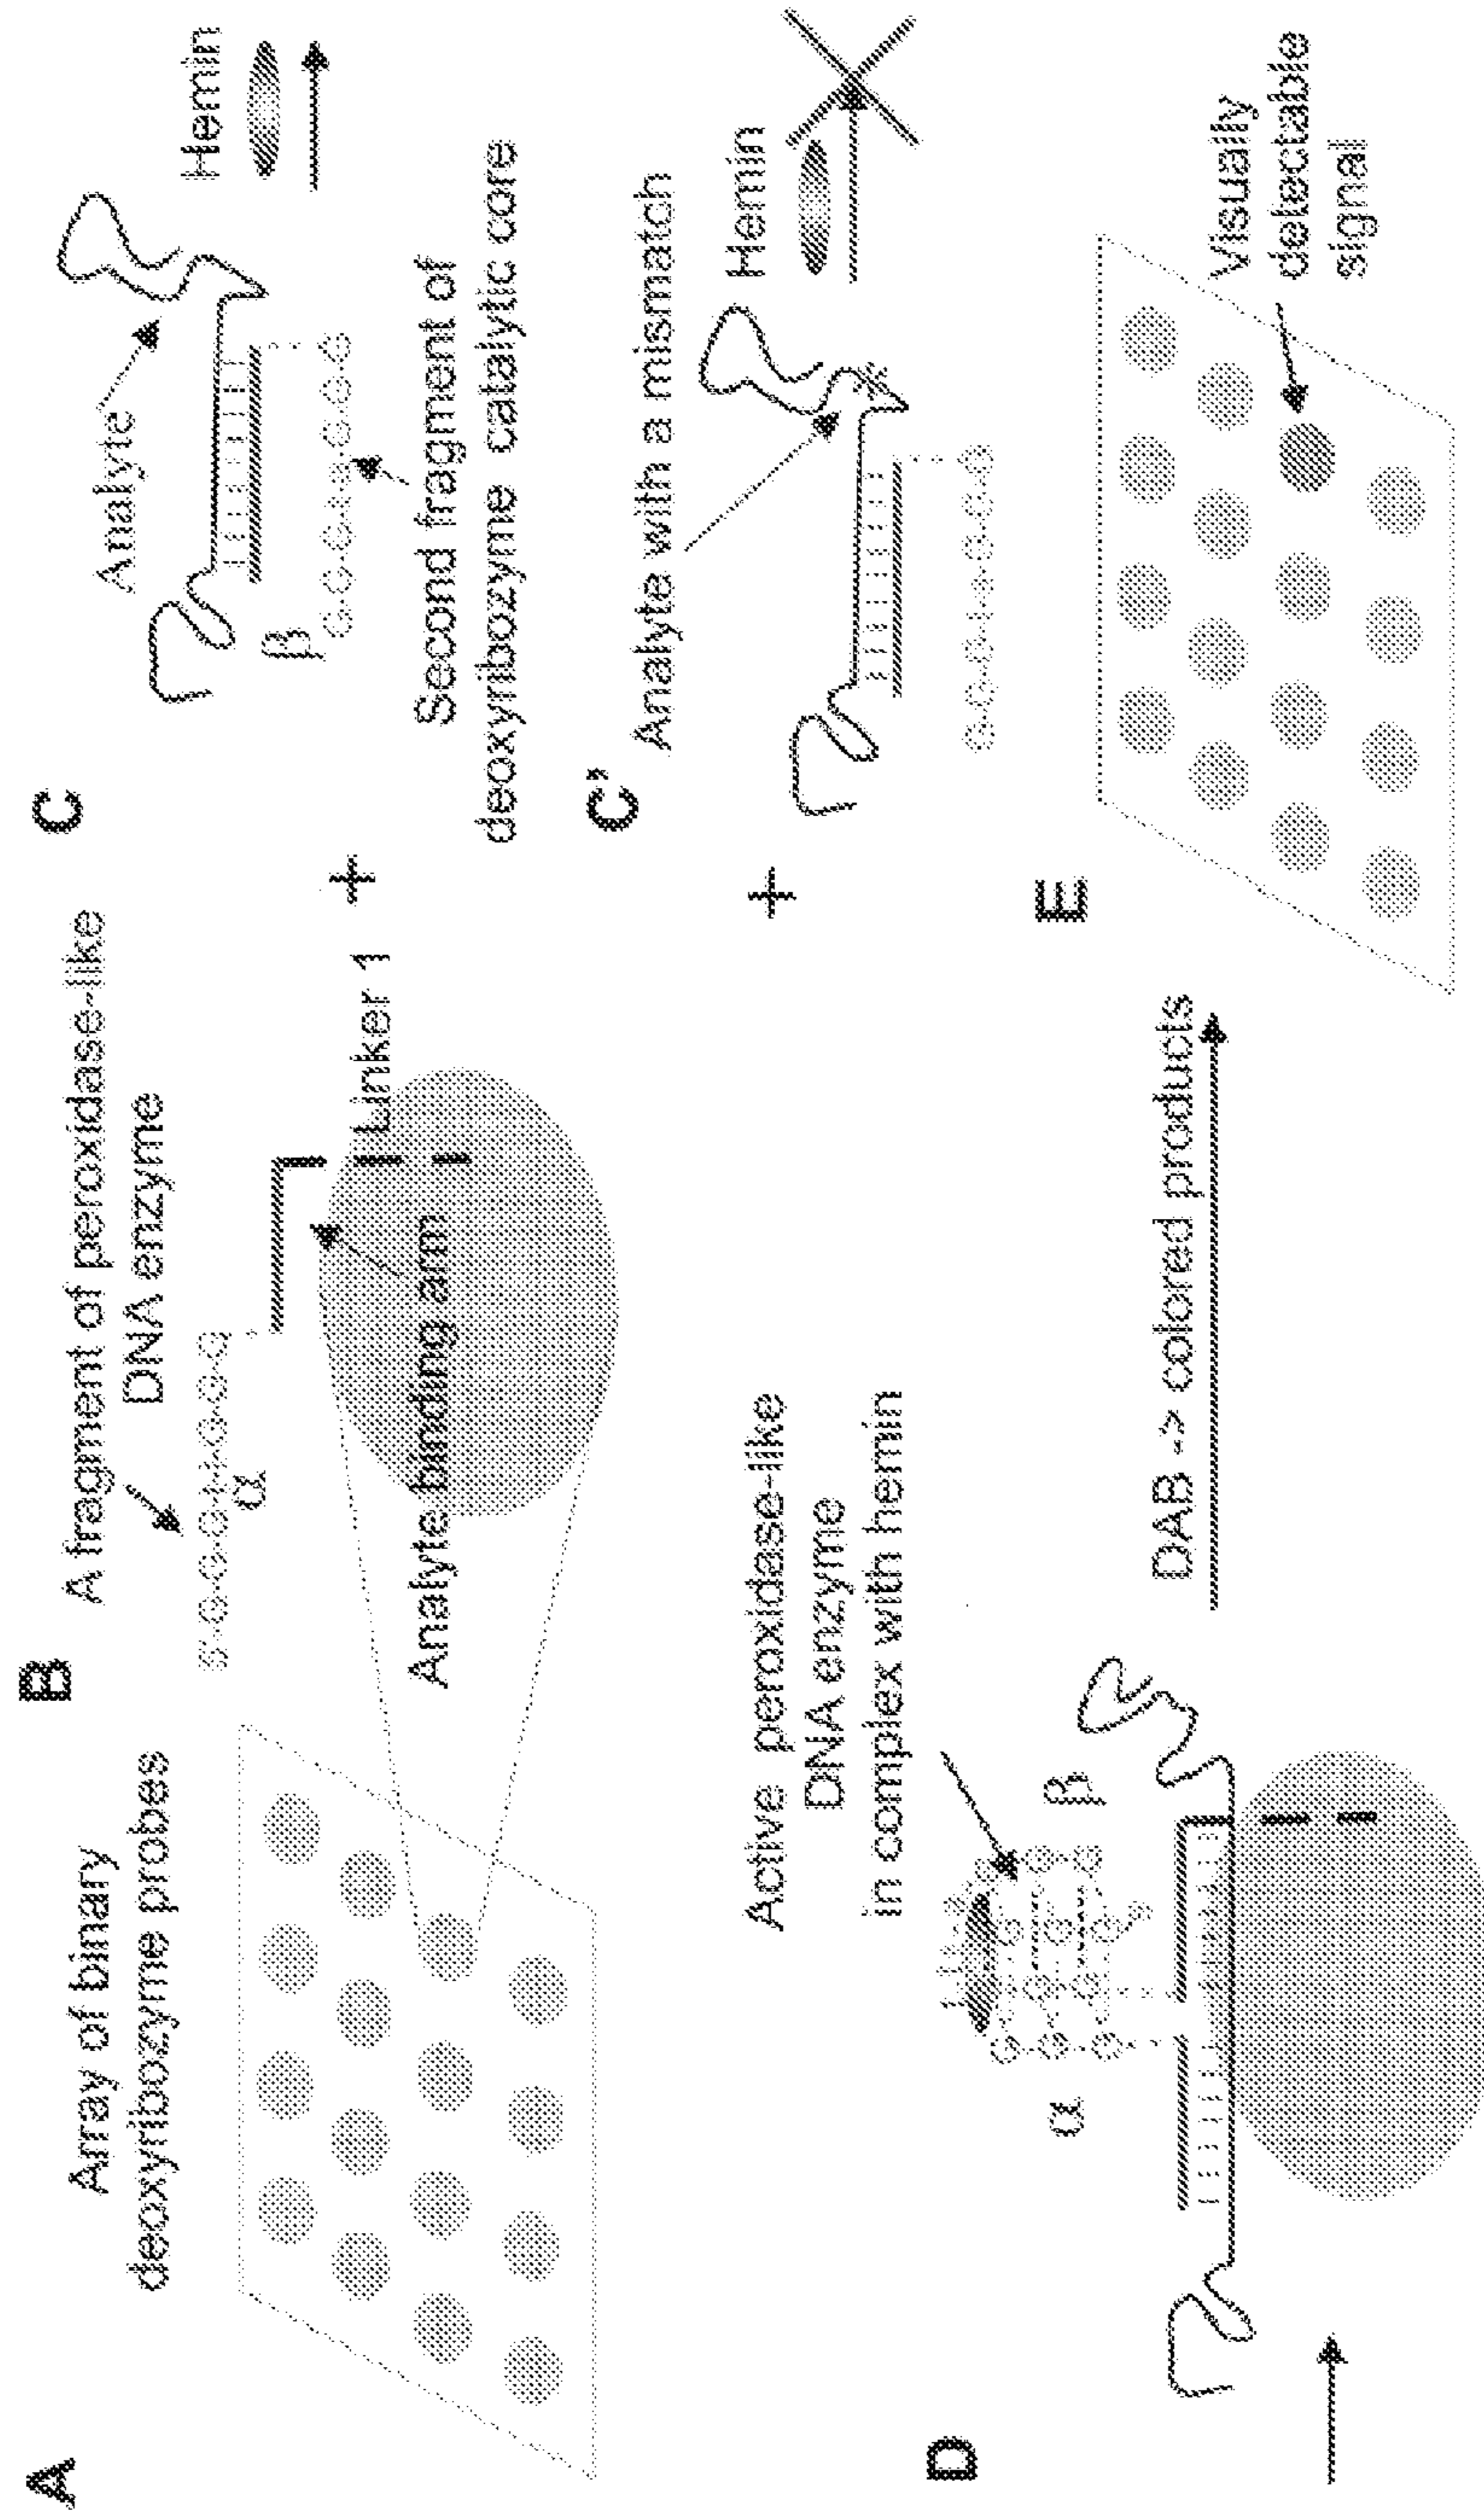 A
Array of binary
deoxyribozyme probes
B
A fragment of peroxidase-like
DNA enzyme
α
Analyte binding arm
Linker 1
+
C
Analyte
Hemin
β
Second fragment of
deoxyribozyme catalytic core
+
C'
Analyte with a mismatch
Hemin
D
Active peroxidase-like
DNA enzyme
in complex with hemin
α
β
DAB -> colored products
E
Visually
detectable
signal